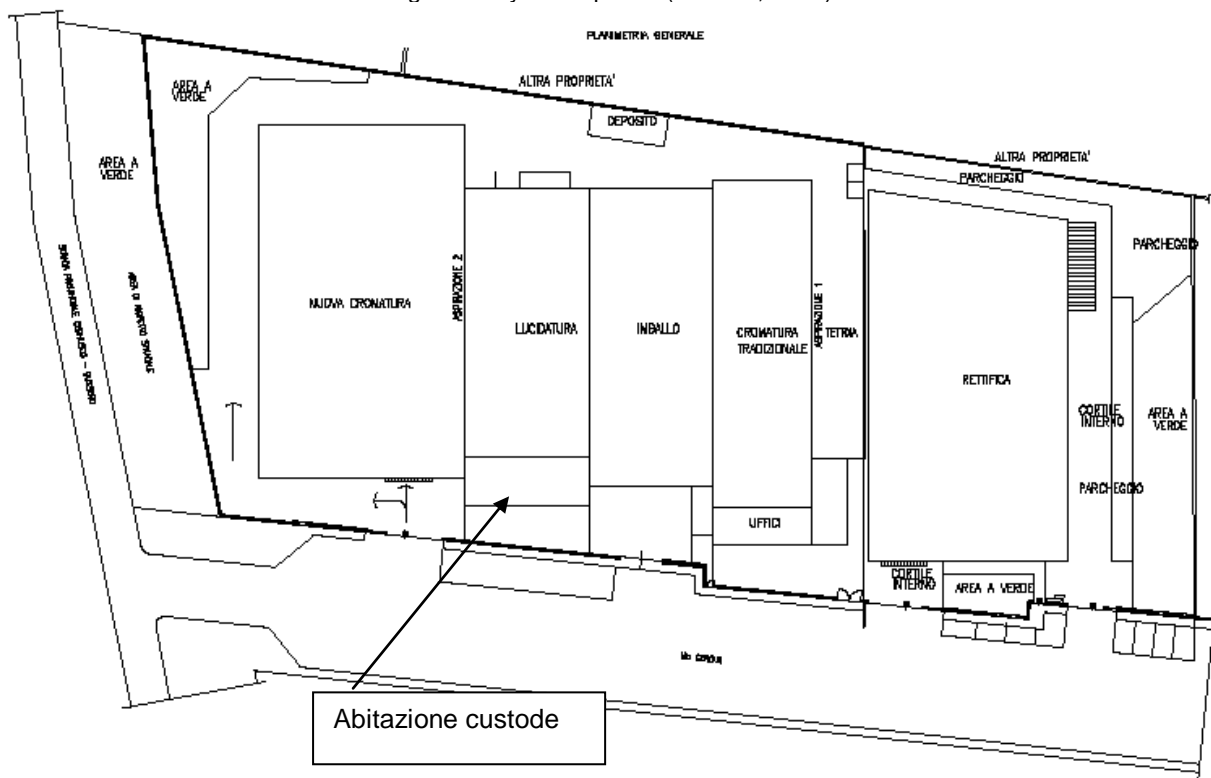 PLANIMETRIA GENERALE
ALTRA PROPRIETA'
AREA A
VERDE
DEPOSITO
ALTRA PROPRIETA'
PARCHEGGIO
AREA A
VERDE
PARCHEGGIO
NUOVA CROMATURA
ASPIRAZIONE 2
LUCIDATURA
IMBALLO
CROMATURA
TRADIZIONALE
ASPIRAZIONE 1
TETTOIA
RETTIFICA
CORTILE
INTERNO
AREA A
VERDE
PARCHEGGIO
UFFICI
CORTILE
INTERNO
AREA A VERDE
Abitazione custode